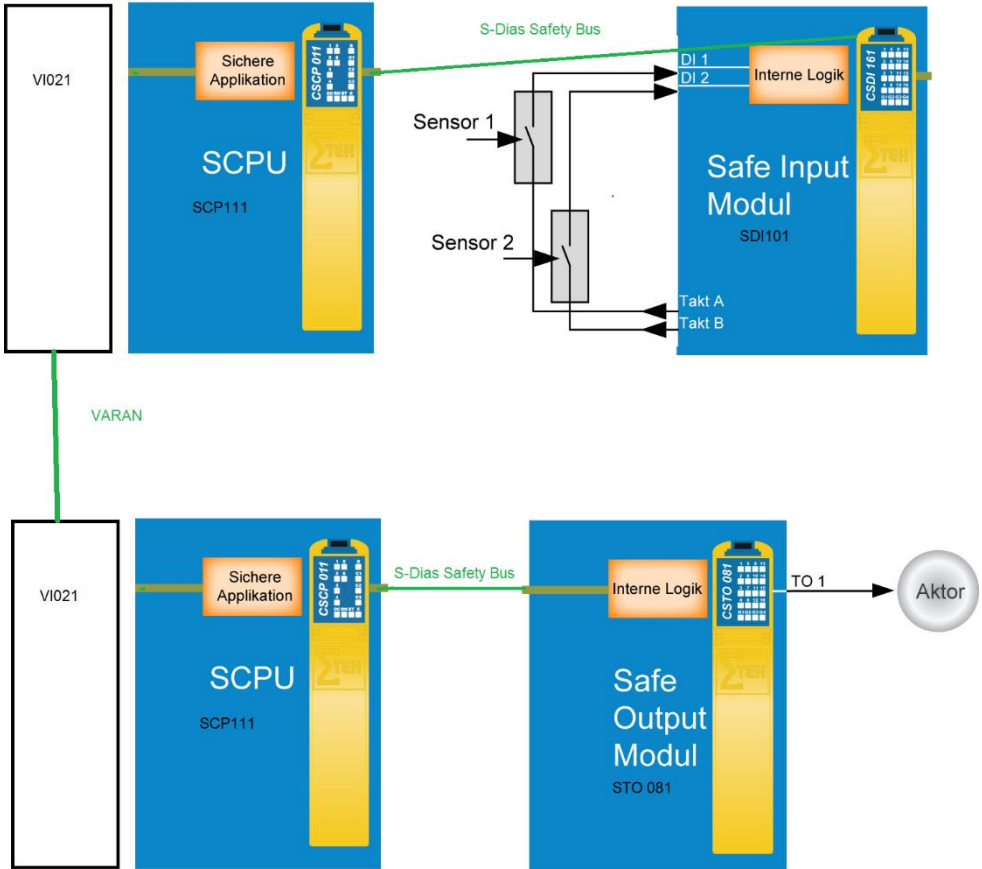 S-Dias Safety Bus
VI021
Sichere
Applikation
CSCP 011
SCPU
SCP111
Sensor 1
Sensor 2
DI 1
DI 2
Interne Logik
CSDI 161
Safe Input
Modul
SDI101
Takt A
Takt B
VARAN
VI021
Sichere
Applikation
CSCP 011
SCPU
SCP111
S-Dias Safety Bus
Interne Logik
CSTO 081
Safe
Output
Modul
STO 081
TO 1
Aktor